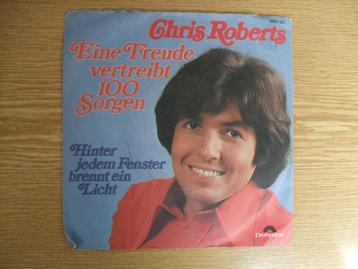 Chris Roberts
Eine Freude
vertreibt
100
Sorgen
Hinter
jedem Fenster
brennt ein
Licht
Polydor